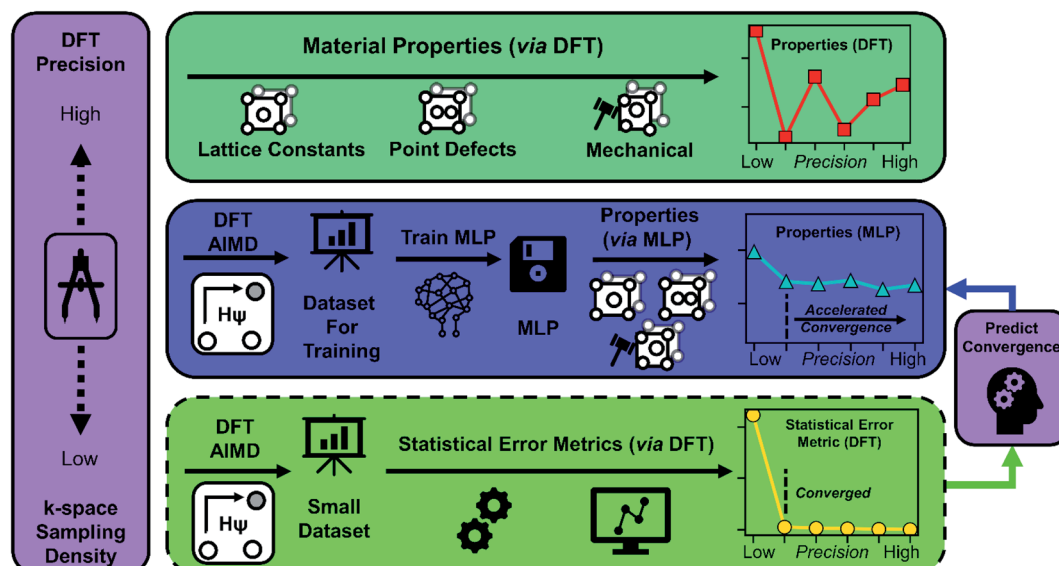 DFT
Precision
High
Low
k-space
Sampling
Density
Material Properties (via DFT)
Lattice Constants
Point Defects
Mechanical
Properties (DFT)
Low
Precision
High
DFT
AIMD
Hψ
Dataset
For
Training
Train MLP
MLP
Properties
(via MLP)
Properties (MLP)
Accelerated
Convergence
Low
Precision
High
Predict
Convergence
DFT
AIMD
Hψ
Small
Dataset
Statistical Error Metrics (via DFT)
Statistical Error
Metric (DFT)
Converged
Low
Precision
High